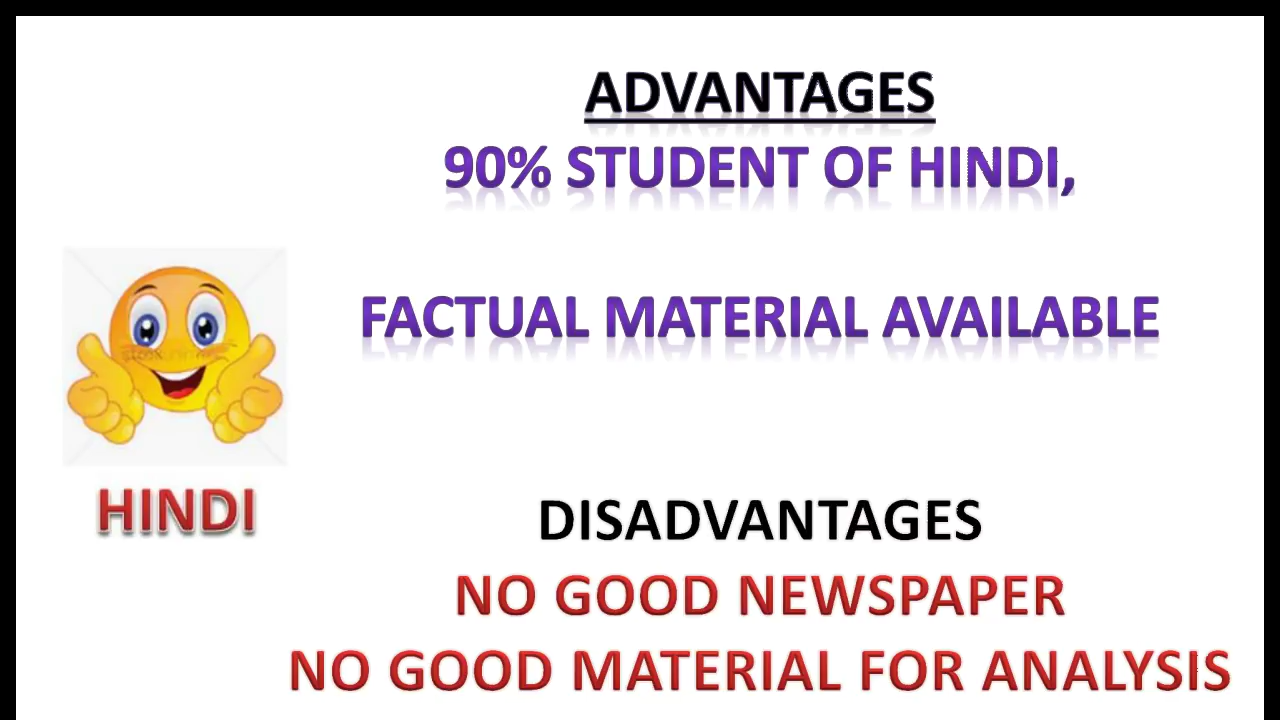 ADVANTAGES
90% STUDENT OF HINDI,
FACTUAL MATERIAL AVAILABLE
HINDI
DISADVANTAGES
NO GOOD NEWSPAPER
NO GOOD MATERIAL FOR ANALYSIS